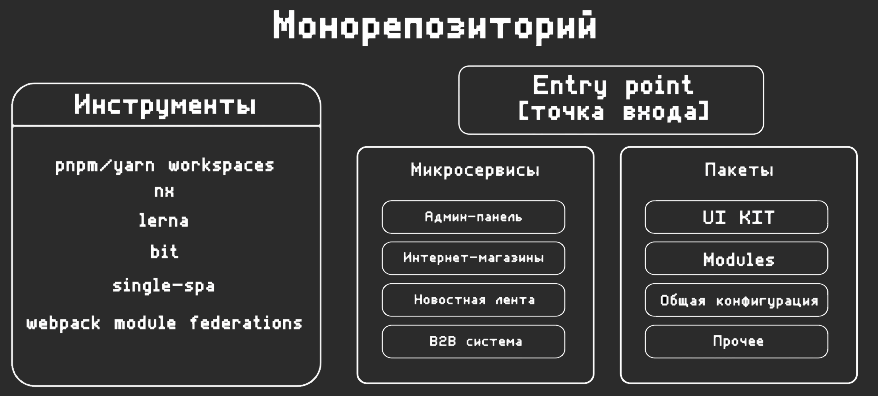 Монорепозиторий
Инструменты
pnpm/yarn workspaces
nx
lerna
bit
single-spa
webpack module federations
Entry point
[точка входа]
Микросервисы
Админ-панель
Интернет-магазины
Новостная лента
B2B система
Пакеты
UI KIT
Modules
Общая конфигурация
Прочее